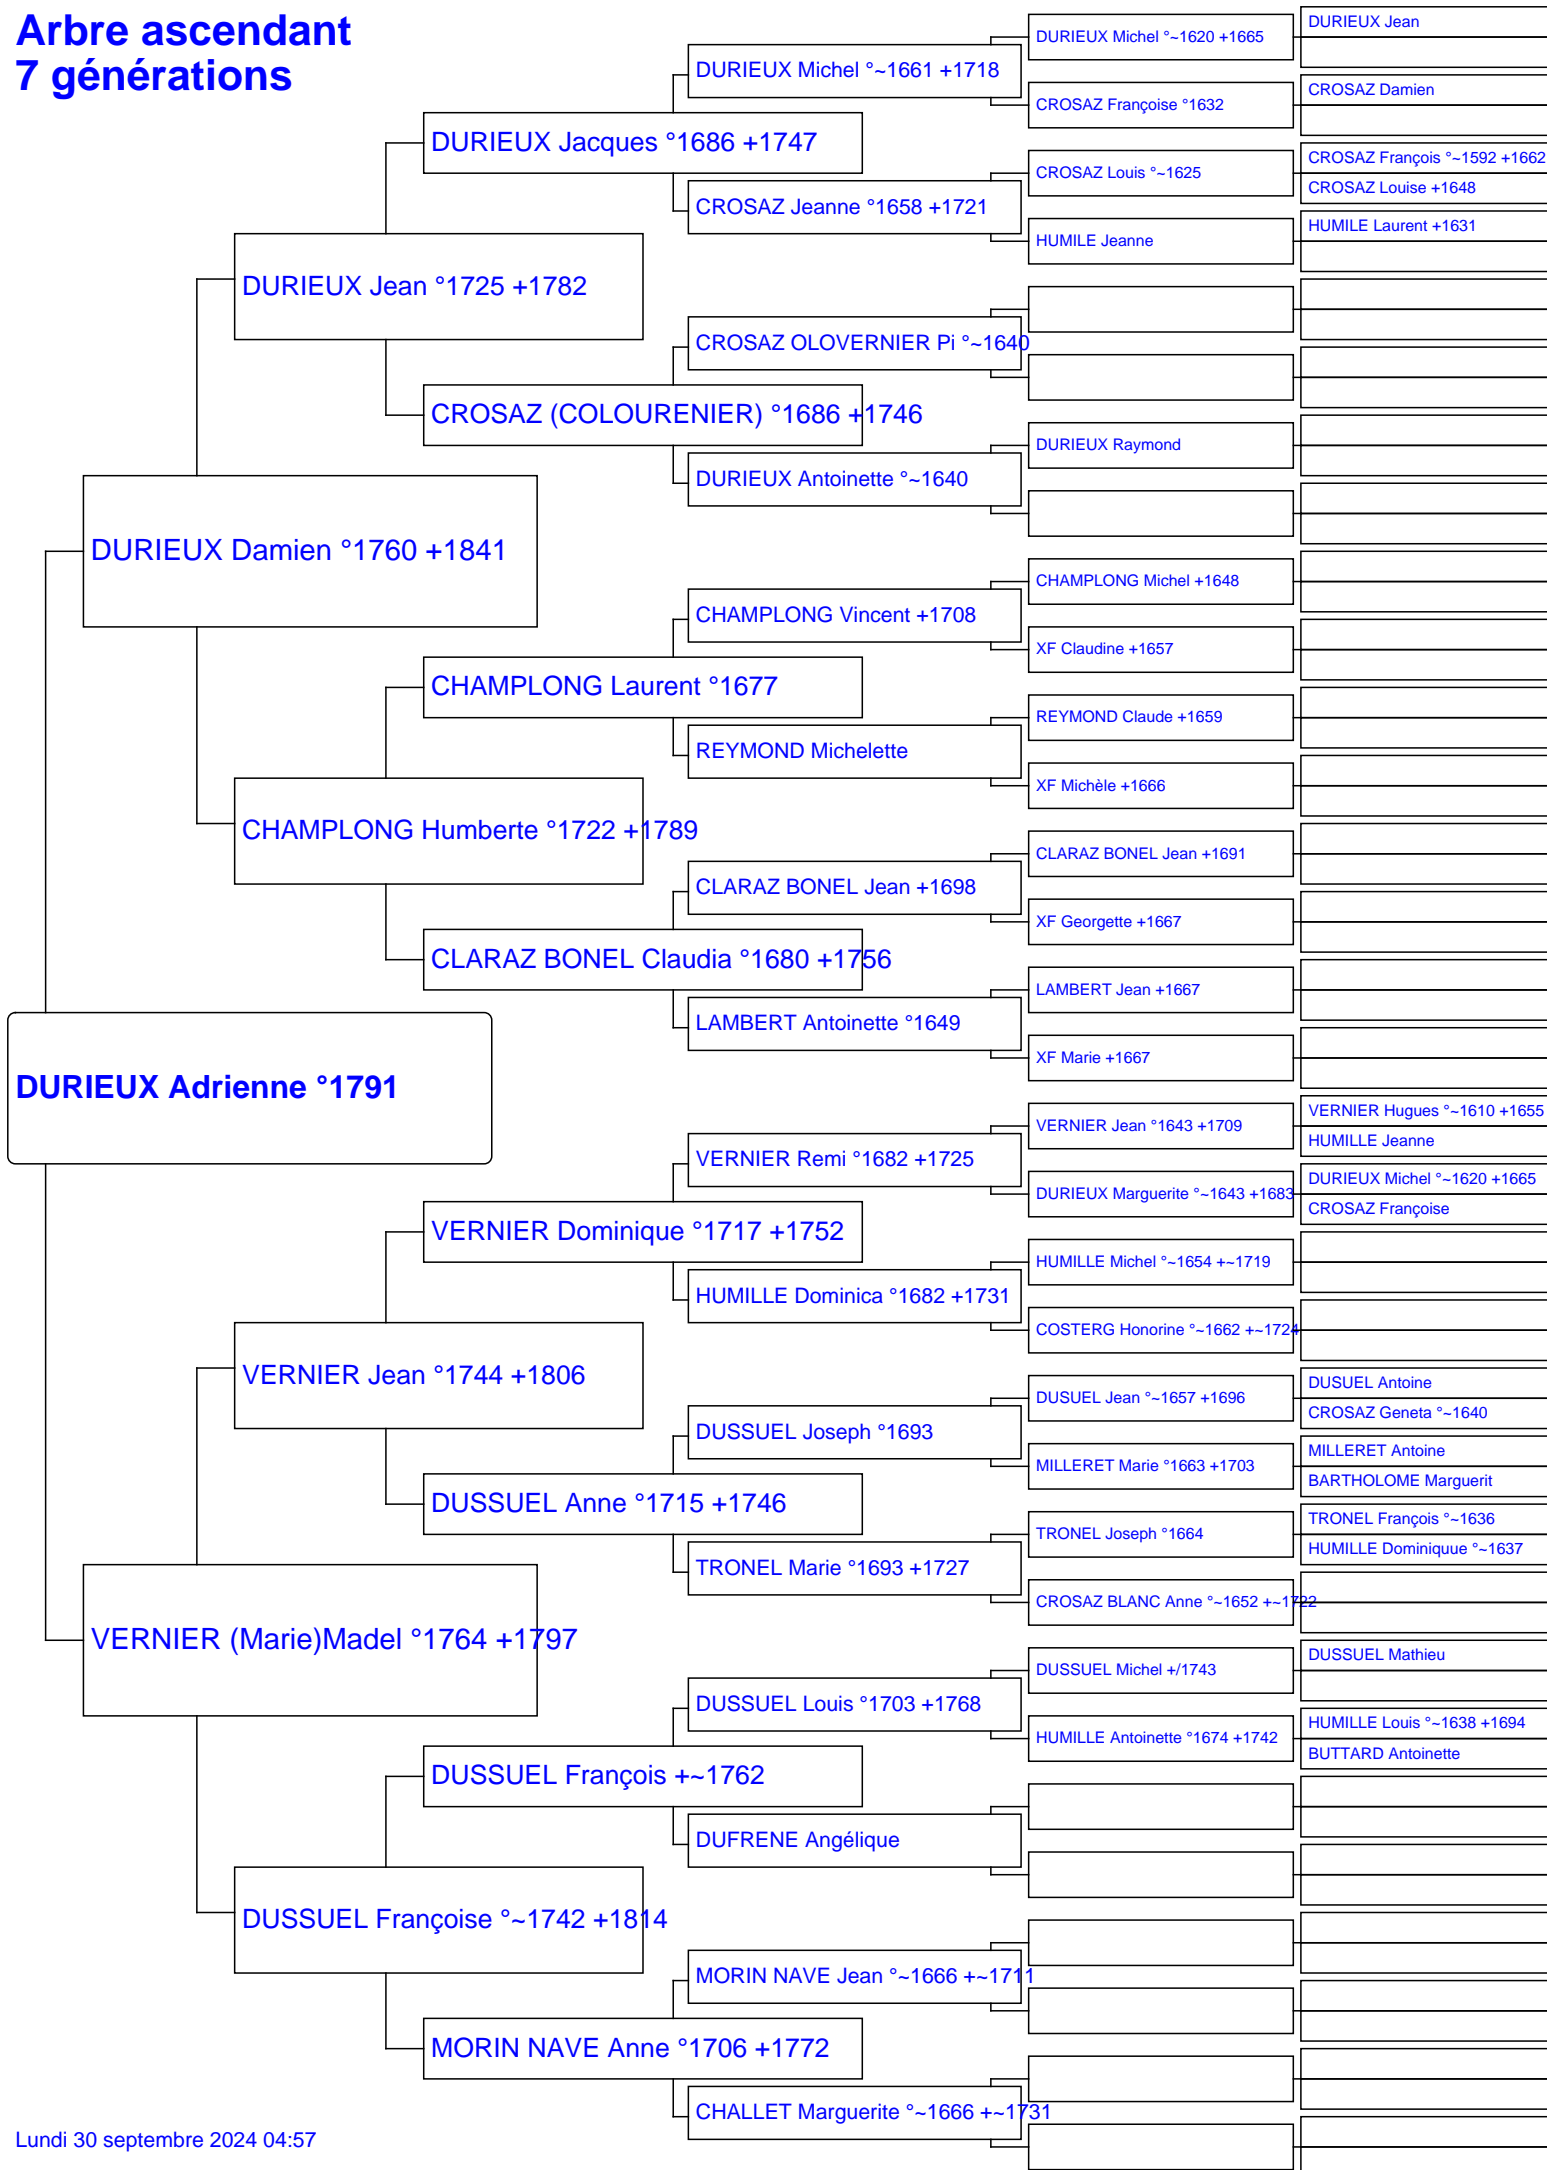 Arbre ascendant
7 générations
DURIEUX Adrienne °1791
DURIEUX Damien °1760 +1841
VERNIER (Marie)Madel °1764 +1797
DURIEUX Jean °1725 +1782
CHAMPLONG Humberte °1722 +1789
VERNIER Jean °1744 +1806
DUSSUEL Françoise °~1742 +1814
DURIEUX Jacques °1686 +1747
CROSAZ (COLOURENIER) °1686 +1746
CHAMPLONG Laurent °1677
CLARAZ BONEL Claudia °1680 +1756
VERNIER Dominique °1717 +1752
DUSSUEL Anne °1715 +1746
DUSSUEL François +~1762
MORIN NAVE Anne °1706 +1772
DURIEUX Michel °~1661 +1718
CROSAZ Jeanne °1658 +1721
CROSAZ OLOVERNIER Pi °~1640
DURIEUX Antoinette °~1640
CHAMPLONG Vincent +1708
REYMOND Michelette
CLARAZ BONEL Jean +1698
LAMBERT Antoinette °1649
VERNIER Remi °1682 +1725
HUMILLE Dominica °1682 +1731
DUSSUEL Joseph °1693
TRONEL Marie °1693 +1727
DUSSUEL Louis °1703 +1768
DUFRENE Angélique
MORIN NAVE Jean °~1666 +~1711
CHALLET Marguerite °~1666 +~1731
DURIEUX Michel °~1620 +1665
CROSAZ Françoise °1632
CROSAZ Louis °~1625
HUMILE Jeanne
DURIEUX Raymond
CHAMPLONG Michel +1648
XF Claudine +1657
REYMOND Claude +1659
XF Michèle +1666
CLARAZ BONEL Jean +1691
XF Georgette +1667
LAMBERT Jean +1667
XF Marie +1667
VERNIER Jean °1643 +1709
DURIEUX Marguerite °~1643 +1683
HUMILLE Michel °~1654 +~1719
COSTERG Honorine °~1662 +~1724
DUSUEL Jean °~1657 +1696
MILLERET Marie °1663 +1703
TRONEL Joseph °1664
CROSAZ BLANC Anne °~1652 +~1722
DUSSUEL Michel +/1743
HUMILLE Antoinette °1674 +1742
DURIEUX Jean
CROSAZ Damien
CROSAZ François °~1592 +1662
CROSAZ Louise +1648
HUMILE Laurent +1631
VERNIER Hugues °~1610 +1655
HUMILLE Jeanne
DURIEUX Michel °~1620 +1665
CROSAZ Françoise
DUSUEL Antoine
CROSAZ Geneta °~1640
MILLERET Antoine
BARTHOLOME Marguerit
TRONEL François °~1636
HUMILLE Dominiquue °~1637
DUSSUEL Mathieu
HUMILLE Louis °~1638 +1694
BUTTARD Antoinette
Lundi 30 septembre 2024 04:57